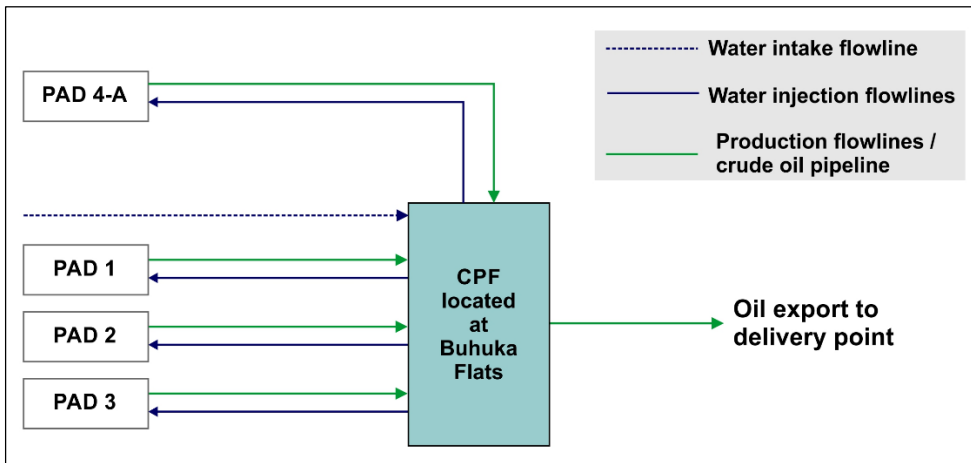 PAD 4-A
Water intake flowline
Water injection flowlines
Production flowlines /
crude oil pipeline
PAD 1
PAD 2
PAD 3
CPF
located
at
Buhuka
Flats
Oil export to
delivery point